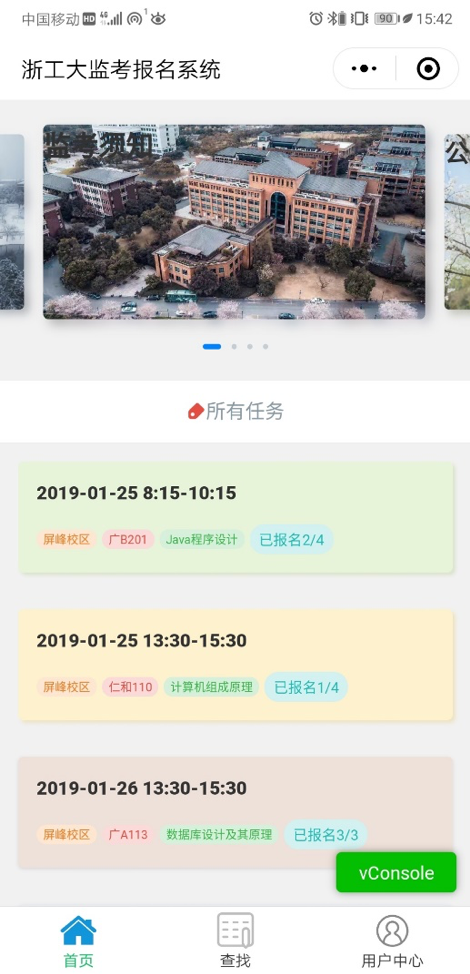 中国移动 HD 4G 1 90 15:42
浙江大监考报名系统
监考须知
公
所有任务
2019-01-25 8:15-10:15
屏峰校区 广B201 Java程序设计 已报名2/4
2019-01-25 13:30-15:30
屏峰校区 仁和110 计算机组成原理 已报名1/4
2019-01-26 13:30-15:30
屏峰校区 广A113 数据库设计及其原理 已报名3/3
vConsole
首页 查找 用户中心